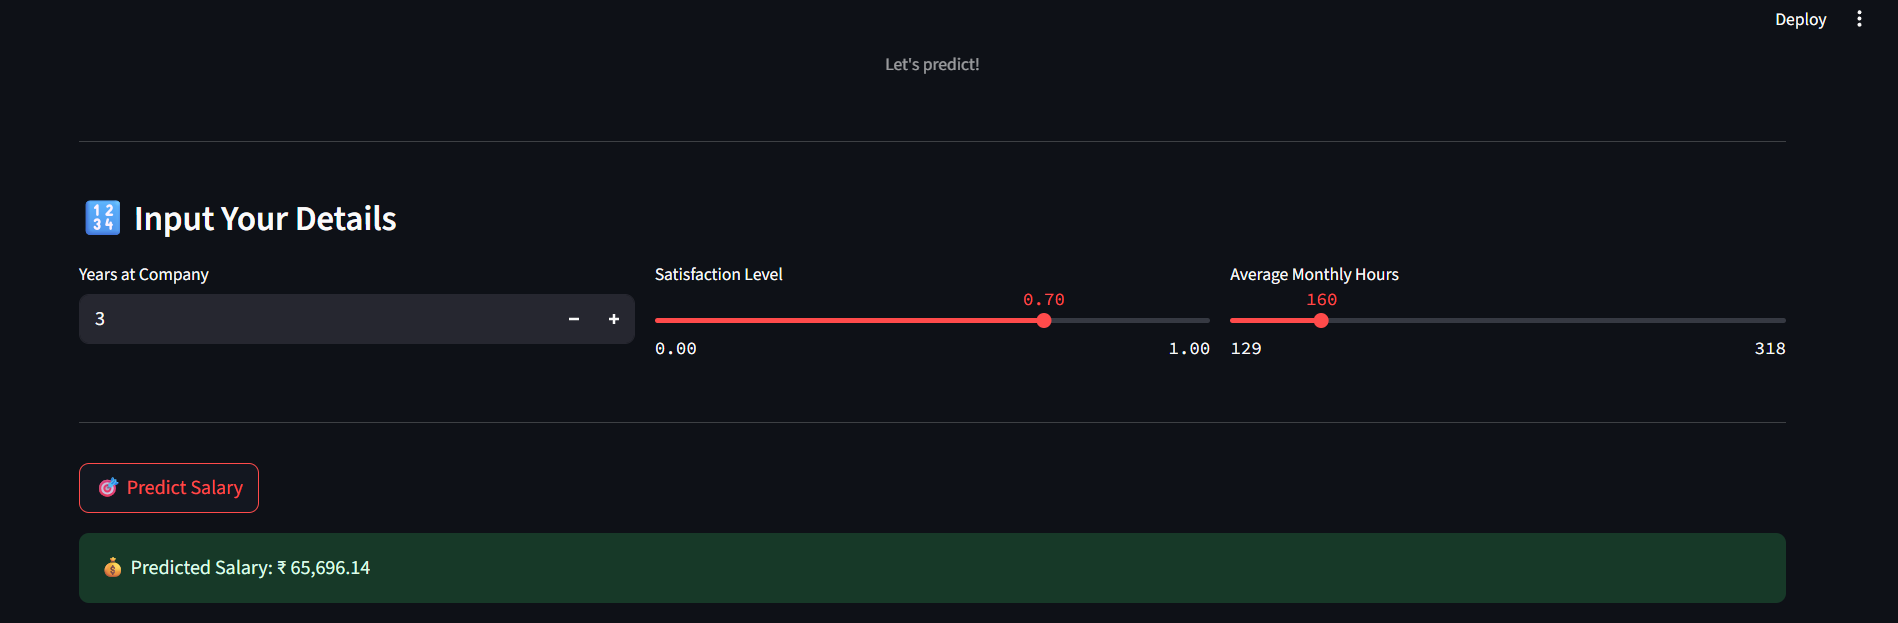 Deploy
Let's predict!
🔢 Input Your Details
Years at Company
3
Satisfaction Level
0.70
0.00 1.00
Average Monthly Hours
160
129 318
🎯 Predict Salary
💰 Predicted Salary: ₹ 65,696.14